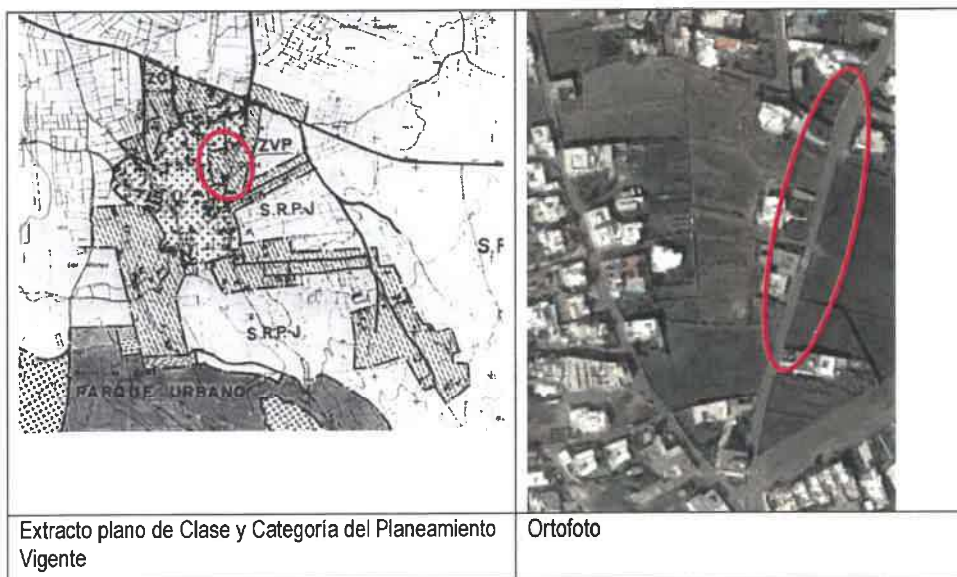 ZO
ZVP
S.U.
S.R.P.J
S.R.P.J
PARQUE URBANO
Extracto plano de Clase y Categoría del Planeamiento
Vigente
Ortofoto